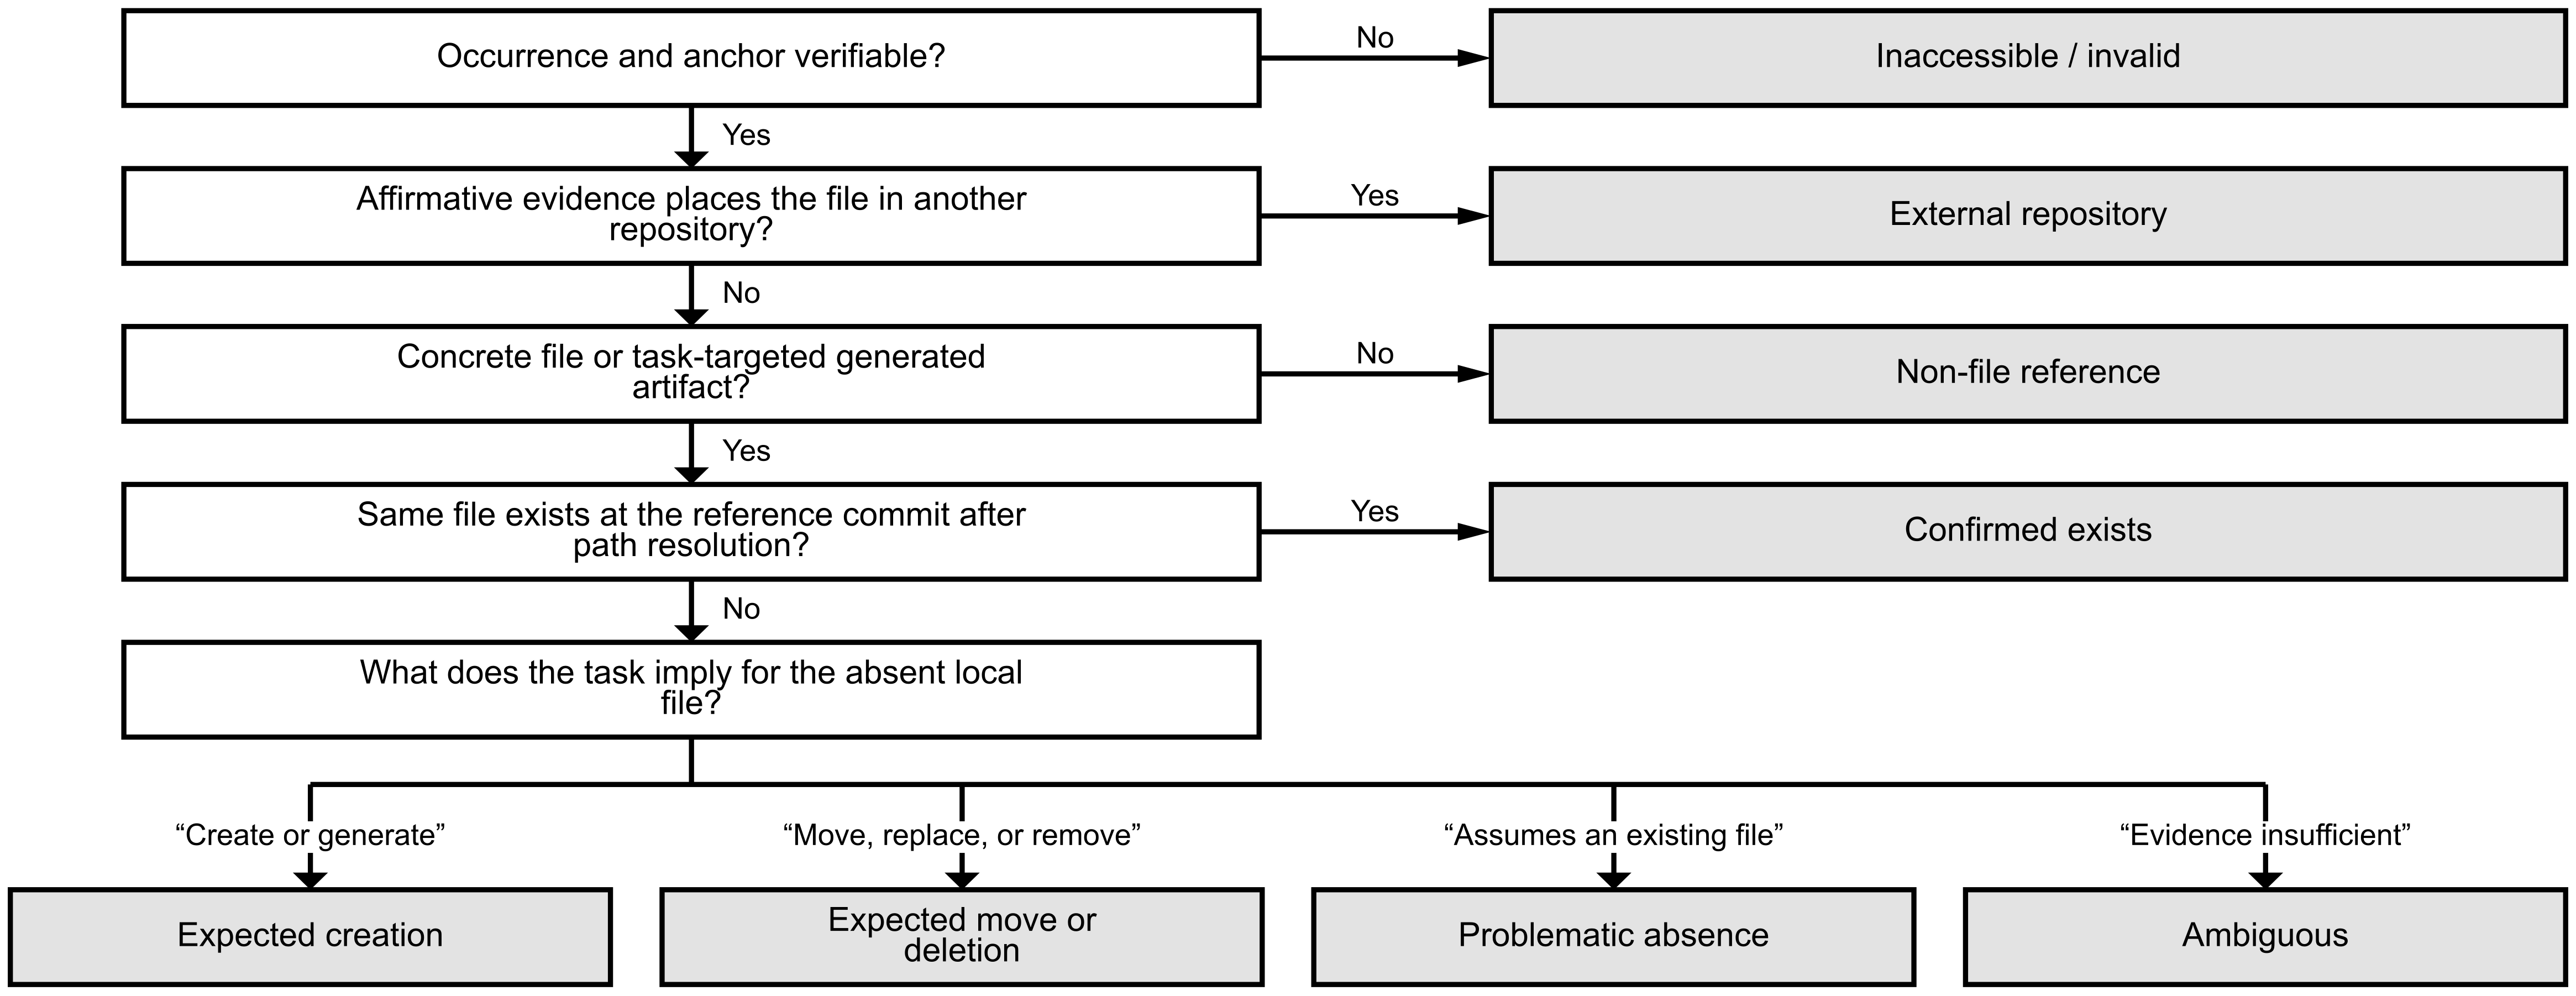 Occurrence and anchor verifiable?
No
Inaccessible / invalid
Yes
Affirmative evidence places the file in another
repository?
Yes
External repository
No
Concrete file or task-targeted generated
artifact?
No
Non-file reference
Yes
Same file exists at the reference commit after
path resolution?
Yes
Confirmed exists
No
What does the task imply for the absent local
file?
“Create or generate”
“Move, replace, or remove”
“Assumes an existing file”
“Evidence insufficient”
Expected creation
Expected move or
deletion
Problematic absence
Ambiguous